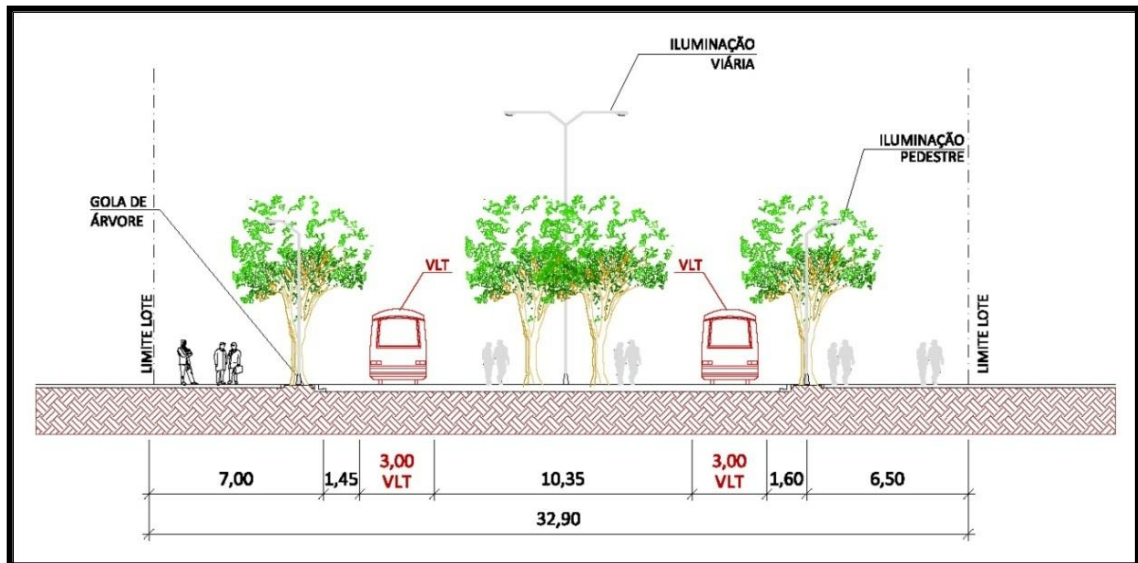 ILUMINAÇÃO
VIÁRIA
ILUMINAÇÃO
PEDESTRE
GOLA DE
ÁRVORE
VLT
VLT
LIMITE LOTE
LIMITE LOTE
7,00
1,45
3,00
VLT
10,35
3,00
VLT
1,60
6,50
32,90